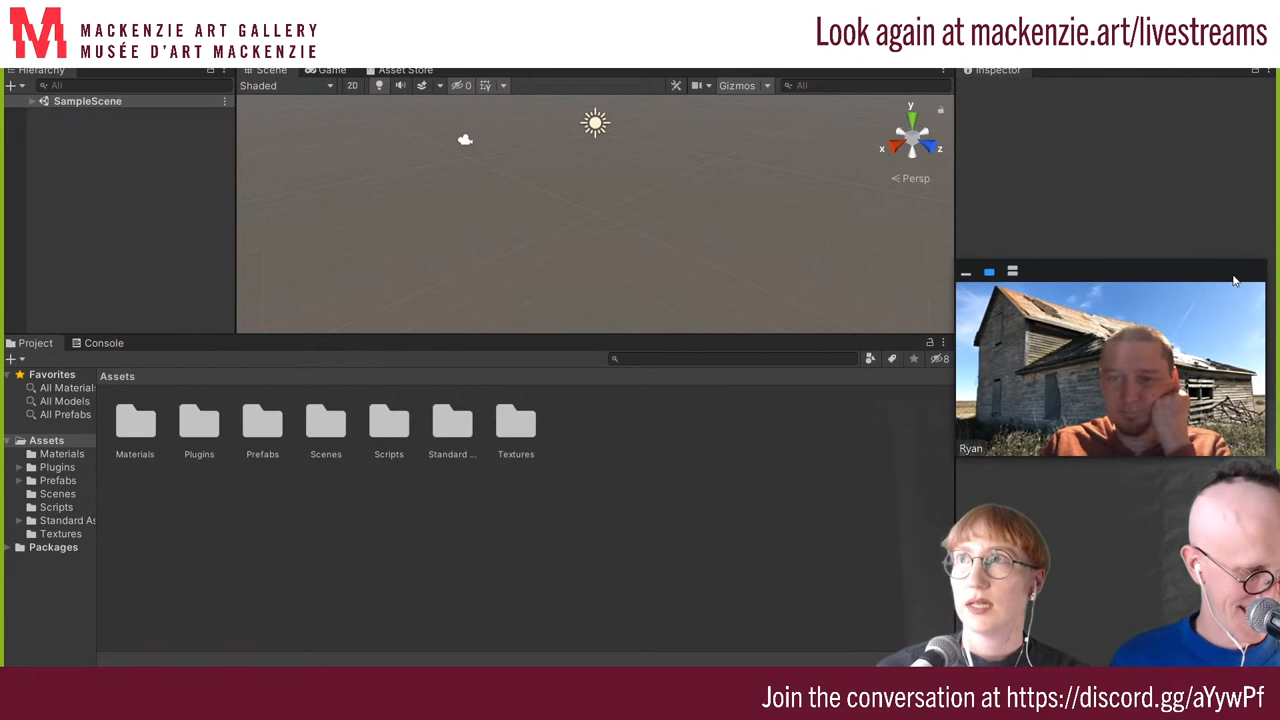 MACKENZIE ART GALLERY
MUSÉE D'ART MACKENZIE
Look again at mackenzie.art/livestreams
Hierarchy
Scene
Game
Asset Store
Inspector
All
Shaded
2D
0
Gizmos
All
SampleScene
y
x
z
Persp
Project
Console
8
Favorites
All Materials
All Models
All Prefabs
Assets
Materials
Plugins
Prefabs
Scenes
Scripts
Standard As
Textures
Packages
Assets
Materials
Plugins
Prefabs
Scenes
Scripts
Standard ...
Textures
Ryan
Join the conversation at https://discord.gg/aYywPf